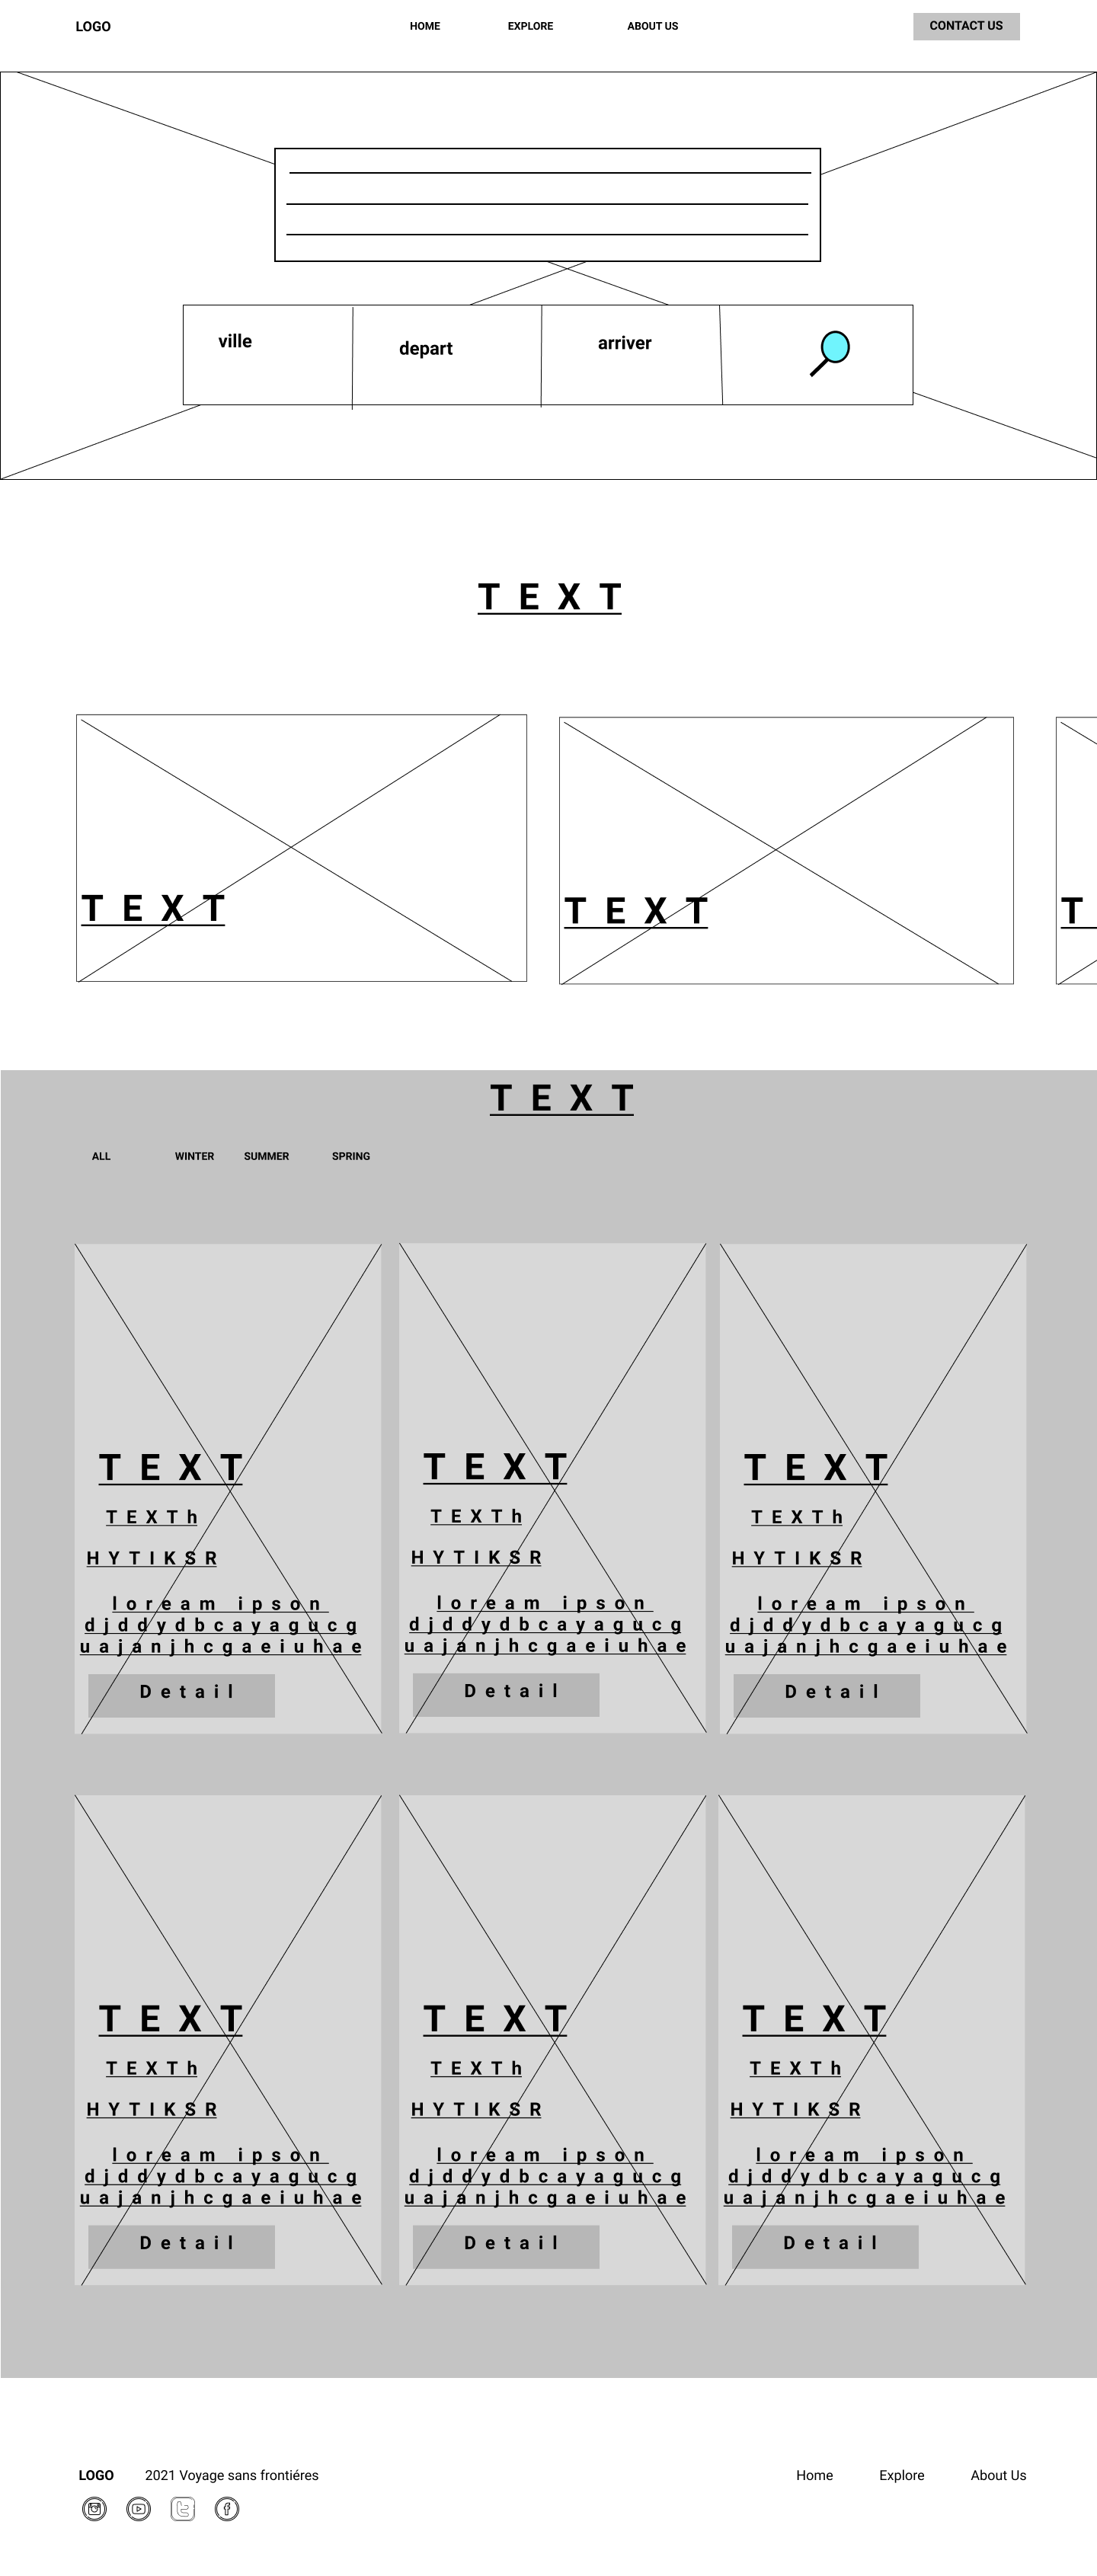 LOGO HOME EXPLORE ABOUT US CONTACT US
ville depart arriver
TEXT
TEXT TEXT T
TEXT
ALL WINTER SUMMER SPRING
TEXT TEXT TEXT
TEXTh TEXTh TEXTh
HYTIKSR HYTIKSR HYTIKSR
loream ipson loream ipson loream ipson
djddydbcayagucg djddydbcayagucg djddydbcayagucg
uajanjhcgaeiuhae uajanjhcgaeiuhae uajanjhcgaeiuhae
Detail Detail Detail
TEXT TEXT TEXT
TEXTh TEXTh TEXTh
HYTIKSR HYTIKSR HYTIKSR
loream ipson loream ipson loream ipson
djddydbcayagucg djddydbcayagucg djddydbcayagucg
uajanjhcgaeiuhae uajanjhcgaeiuhae uajanjhcgaeiuhae
Detail Detail Detail
LOGO 2021 Voyage sans frontiéres Home Explore About Us